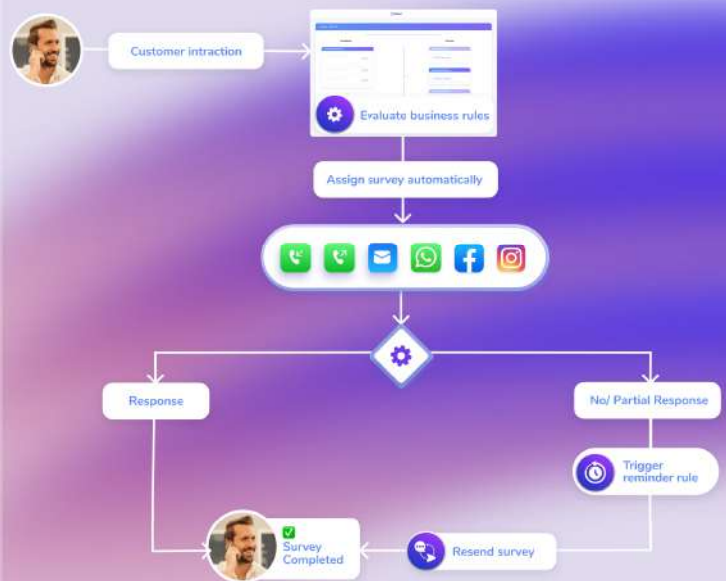 Customer intraction
Evaluate business rules
Assign survey automatically
Response
No/ Partial Response
Trigger
reminder rule
Survey
Completed
Resend survey